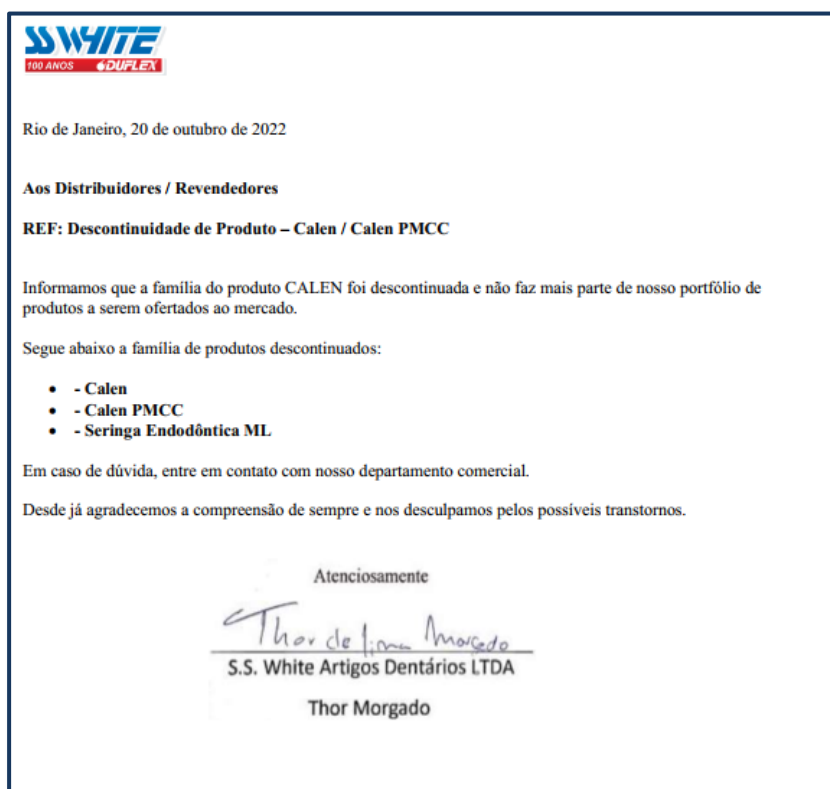 SS WHITE
100 ANOS DUFLEX
Rio de Janeiro, 20 de outubro de 2022
Aos Distribuidores / Revendedores
REF: Descontinuidade de Produto – Calen / Calen PMCC
Informamos que a família do produto CALEN foi descontinuada e não faz mais parte de nosso portfólio de
produtos a serem ofertados ao mercado.
Segue abaixo a família de produtos descontinuados:
• - Calen
• - Calen PMCC
• - Seringa Endodôntica ML
Em caso de dúvida, entre em contato com nosso departamento comercial.
Desde já agradecemos a compreensão de sempre e nos desculpamos pelos possíveis transtornos.
Atenciosamente
Thor de Lima Morgado
S.S. White Artigos Dentários LTDA
Thor Morgado